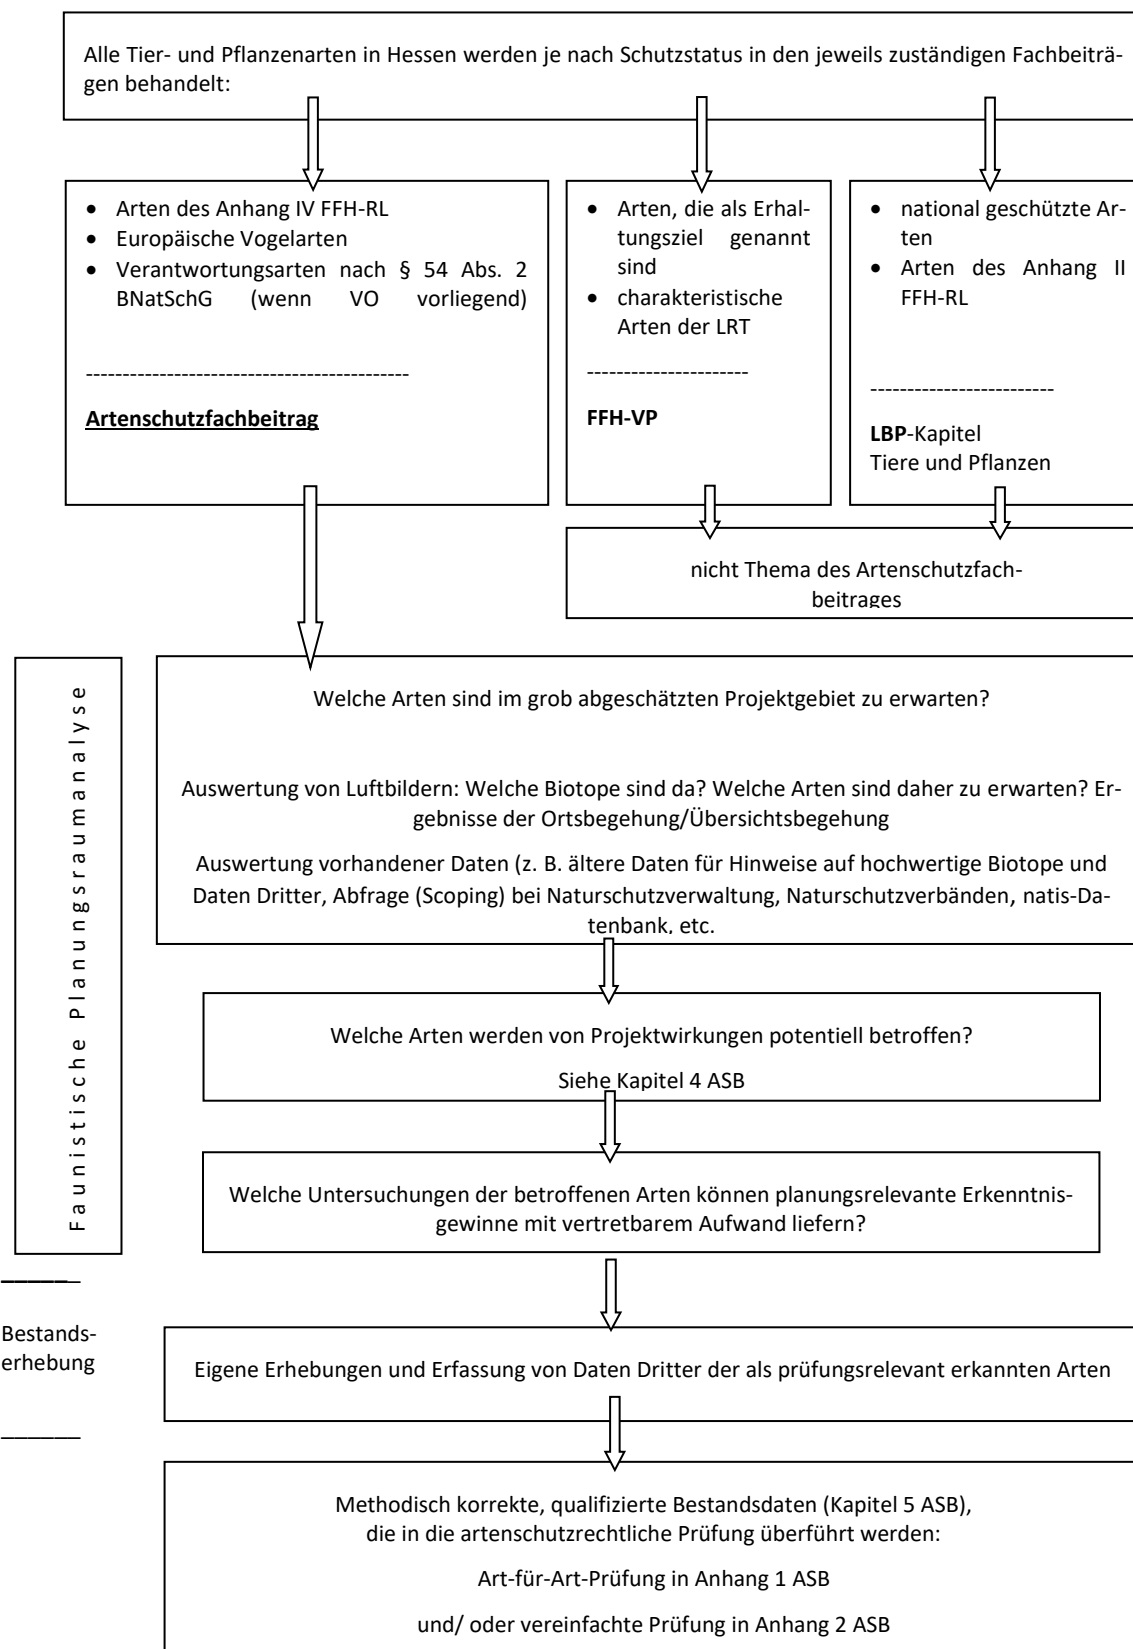 Alle Tier- und Pflanzenarten in Hessen werden je nach Schutzstatus in den jeweils zuständigen Fachbeiträ-
gen behandelt:
• Arten des Anhang IV FFH-RL
• Europäische Vogelarten
• Verantwortungsarten nach § 54 Abs. 2
BNatSchG (wenn VO vorliegend)
--------------------------------------------
Artenschutzfachbeitrag
• Arten, die als Erhal-
tungsziel genannt
sind
• charakteristische
Arten der LRT
----------------------
FFH-VP
• national geschützte Ar-
ten
• Arten des Anhang II
FFH-RL
-------------------------
LBP-Kapitel
Tiere und Pflanzen
nicht Thema des Artenschutzfach-
beitrages
Faunistische Planungsraumanalyse
Welche Arten sind im grob abgeschätzten Projektgebiet zu erwarten?
Auswertung von Luftbildern: Welche Biotope sind da? Welche Arten sind daher zu erwarten? Er-
gebnisse der Ortsbegehung/Übersichtsbegehung
Auswertung vorhandener Daten (z. B. ältere Daten für Hinweise auf hochwertige Biotope und
Daten Dritter, Abfrage (Scoping) bei Naturschutzverwaltung, Naturschutzverbänden, natis-Da-
tenbank, etc.
Welche Arten werden von Projektwirkungen potentiell betroffen?
Siehe Kapitel 4 ASB
Welche Untersuchungen der betroffenen Arten können planungsrelevante Erkenntnis-
gewinne mit vertretbarem Aufwand liefern?
Bestands-
erhebung
Eigene Erhebungen und Erfassung von Daten Dritter der als prüfungsrelevant erkannten Arten
Methodisch korrekte, qualifizierte Bestandsdaten (Kapitel 5 ASB),
die in die artenschutzrechtliche Prüfung überführt werden:
Art-für-Art-Prüfung in Anhang 1 ASB
und/ oder vereinfachte Prüfung in Anhang 2 ASB